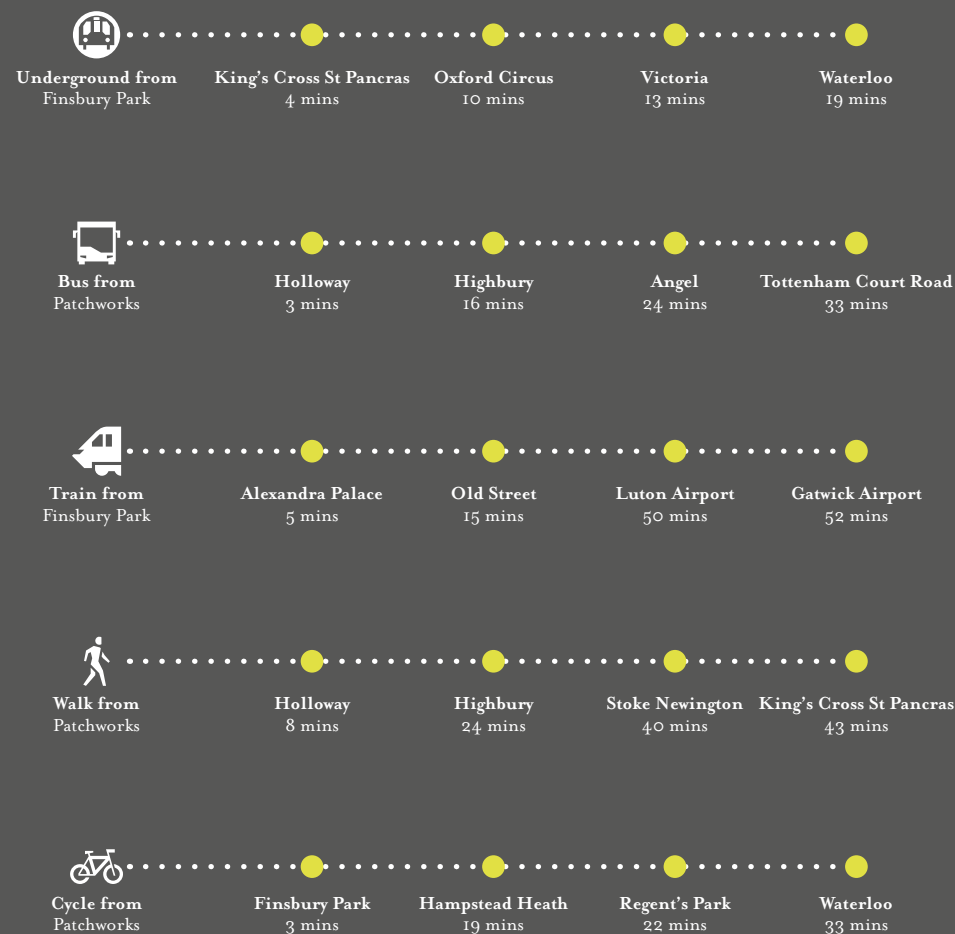 Underground from
Finsbury Park
King's Cross St Pancras
4 mins
Oxford Circus
10 mins
Victoria
13 mins
Waterloo
19 mins
Bus from
Patchworks
Holloway
3 mins
Highbury
16 mins
Angel
24 mins
Tottenham Court Road
33 mins
Train from
Finsbury Park
Alexandra Palace
5 mins
Old Street
15 mins
Luton Airport
50 mins
Gatwick Airport
52 mins
Walk from
Patchworks
Holloway
8 mins
Highbury
24 mins
Stoke Newington
40 mins
King's Cross St Pancras
43 mins
Cycle from
Patchworks
Finsbury Park
3 mins
Hampstead Heath
19 mins
Regent's Park
22 mins
Waterloo
33 mins